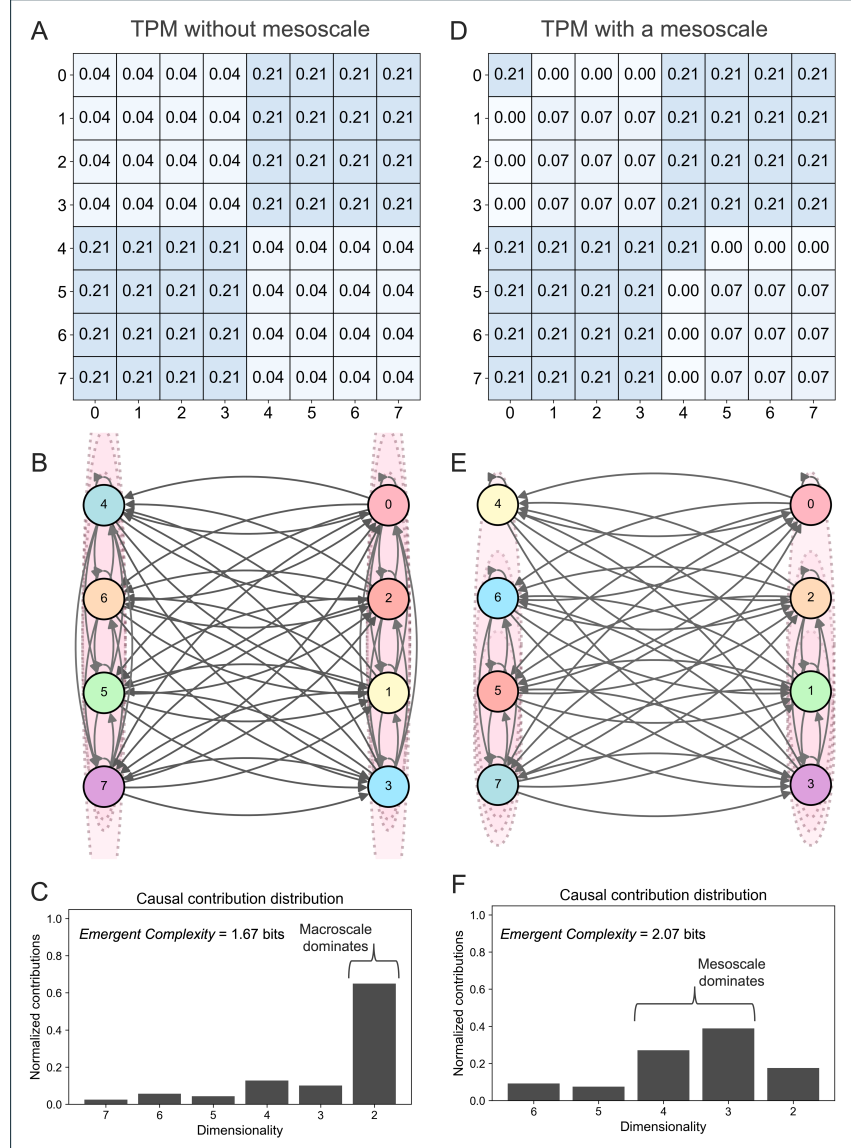 A
TPM without mesoscale
0 0.04 0.04 0.04 0.04 0.21 0.21 0.21 0.21
1 0.04 0.04 0.04 0.04 0.21 0.21 0.21 0.21
2 0.04 0.04 0.04 0.04 0.21 0.21 0.21 0.21
3 0.04 0.04 0.04 0.04 0.21 0.21 0.21 0.21
4 0.21 0.21 0.21 0.21 0.04 0.04 0.04 0.04
5 0.21 0.21 0.21 0.21 0.04 0.04 0.04 0.04
6 0.21 0.21 0.21 0.21 0.04 0.04 0.04 0.04
7 0.21 0.21 0.21 0.21 0.04 0.04 0.04 0.04
0 1 2 3 4 5 6 7
B
4 0
6 2
5 1
7 3
C
Causal contribution distribution
Emergent Complexity = 1.67 bits
Macroscale
dominates
Normalized contributions
1.0
0.8
0.6
0.4
0.2
0.0
7 6 5 4 3 2
Dimensionality
D
TPM with a mesoscale
0 0.21 0.00 0.00 0.00 0.21 0.21 0.21 0.21
1 0.00 0.07 0.07 0.07 0.21 0.21 0.21 0.21
2 0.00 0.07 0.07 0.07 0.21 0.21 0.21 0.21
3 0.00 0.07 0.07 0.07 0.21 0.21 0.21 0.21
4 0.21 0.21 0.21 0.21 0.21 0.00 0.00 0.00
5 0.21 0.21 0.21 0.21 0.00 0.07 0.07 0.07
6 0.21 0.21 0.21 0.21 0.00 0.07 0.07 0.07
7 0.21 0.21 0.21 0.21 0.00 0.07 0.07 0.07
0 1 2 3 4 5 6 7
E
4 0
6 2
5 1
7 3
F
Causal contribution distribution
Emergent Complexity = 2.07 bits
Mesoscale
dominates
Normalized contributions
1.0
0.8
0.6
0.4
0.2
0.0
6 5 4 3 2
Dimensionality